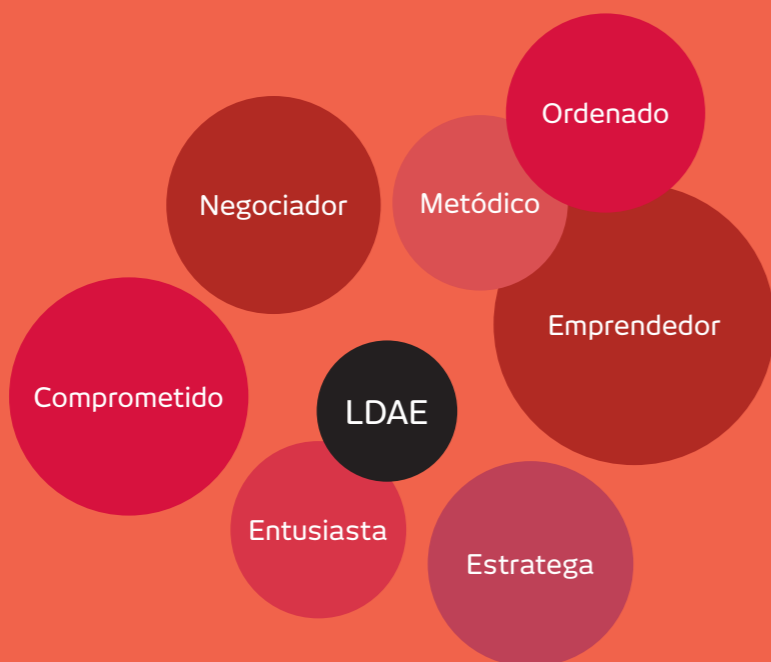 Ordenado
Negociador
Metódico
Emprendedor
Comprometido
LDAE
Entusiasta
Estratega